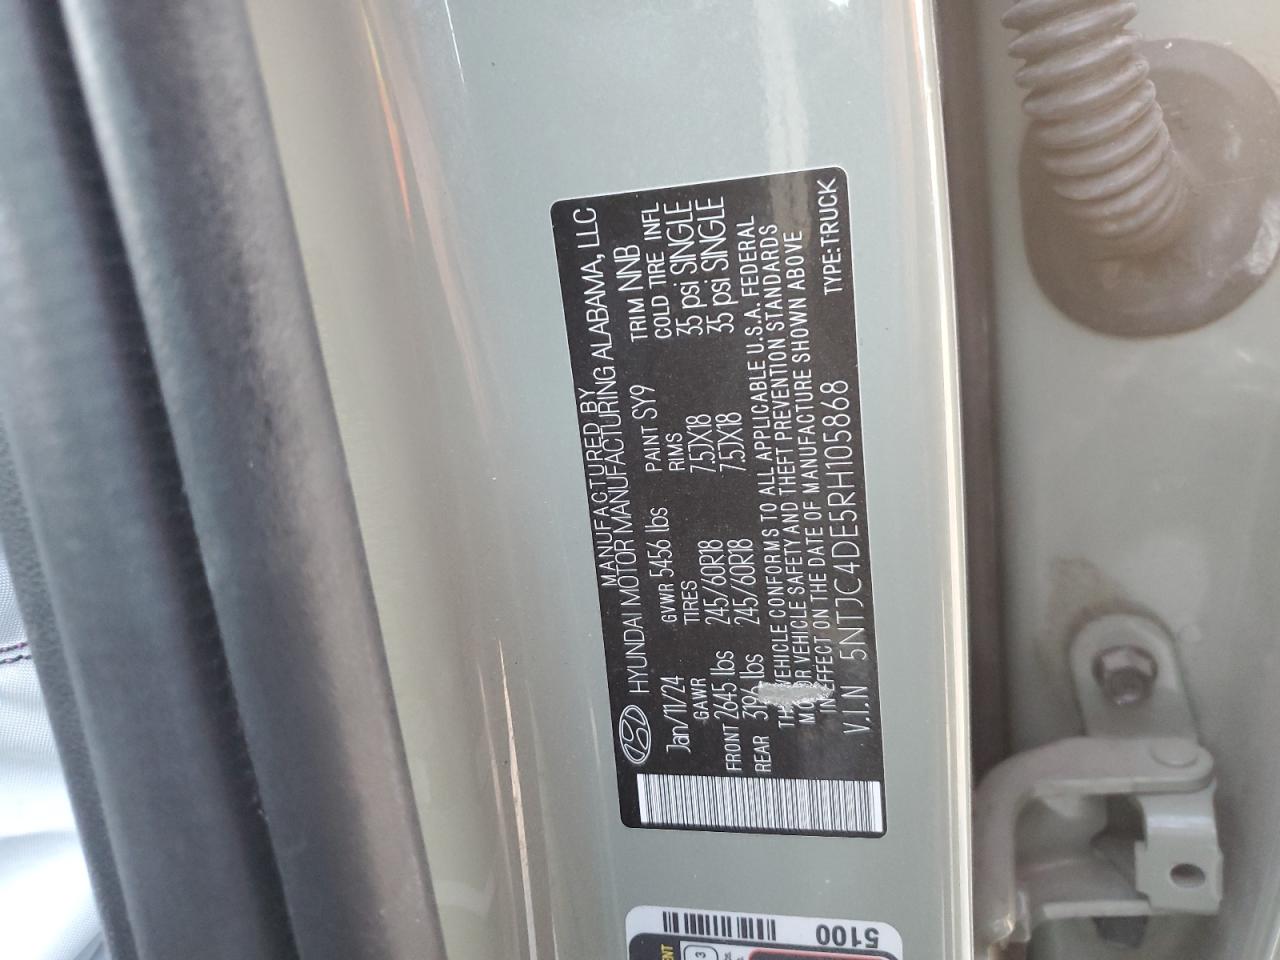 MANUFACTURED BY
HYUNDAI MOTOR MANUFACTURING ALABAMA, LLC
Jan/11/24 GVWR 5456 lbs PAINT SY9 TRIM NNB
GAWR TIRES RIMS COLD TIRE INFL
FRONT 2645 lbs 245/60R18 7.5JX18 35 psi SINGLE
REAR 3196 lbs 245/60R18 7.5JX18 35 psi SINGLE
VEHICLE CONFORMS TO ALL APPLICABLE U.S.A. FEDERAL
VEHICLE SAFETY AND THEFT PREVENTION STANDARDS
EFFECT ON THE DATE OF MANUFACTURE SHOWN ABOVE
V.I.N 5NTJC4DE5RH105868 TYPE:TRUCK
5100
3